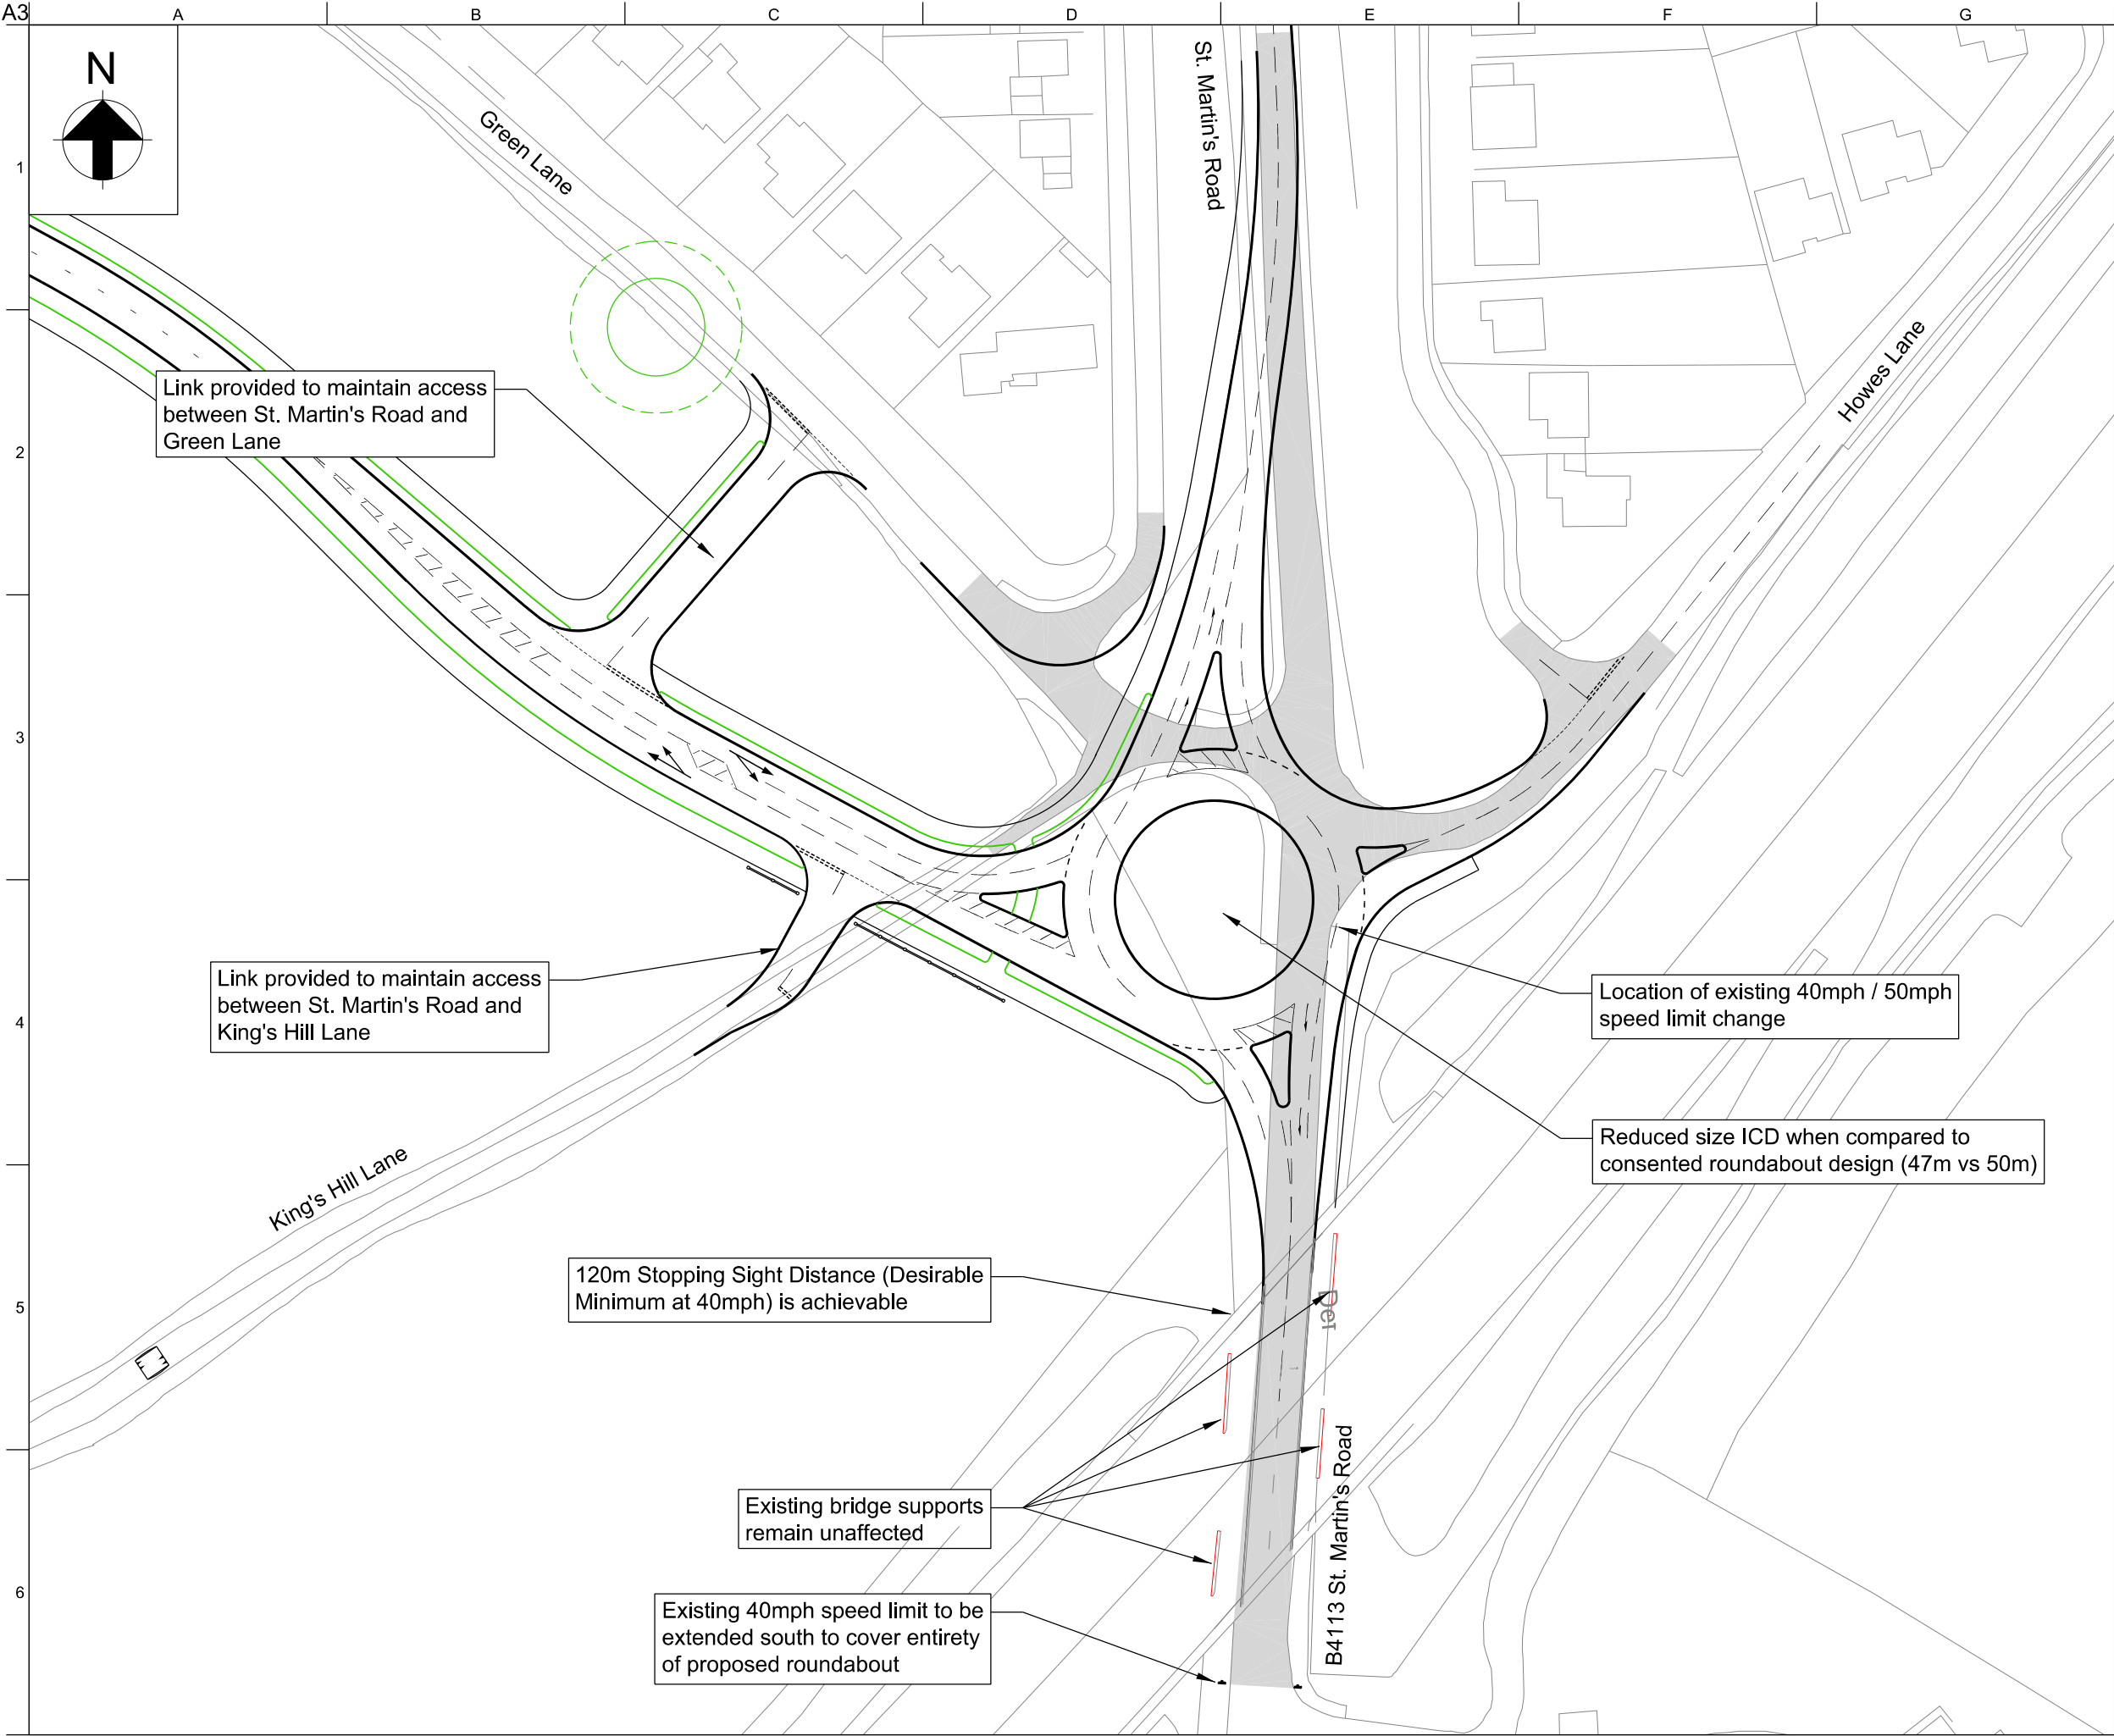 A3
A
B
C
D
E
F
G
N
1
2
3
4
5
6
Green Lane
St. Martin's Road
Howes Lane
Link provided to maintain access
between St. Martin's Road and
Green Lane
Link provided to maintain access
between St. Martin's Road and
King's Hill Lane
Location of existing 40mph / 50mph
speed limit change
Reduced size ICD when compared to
consented roundabout design (47m vs 50m)
King's Hill Lane
120m Stopping Sight Distance (Desirable
Minimum at 40mph) is achievable
Der
Existing bridge supports
remain unaffected
B4113 St. Martin's Road
Existing 40mph speed limit to be
extended south to cover entirety
of proposed roundabout